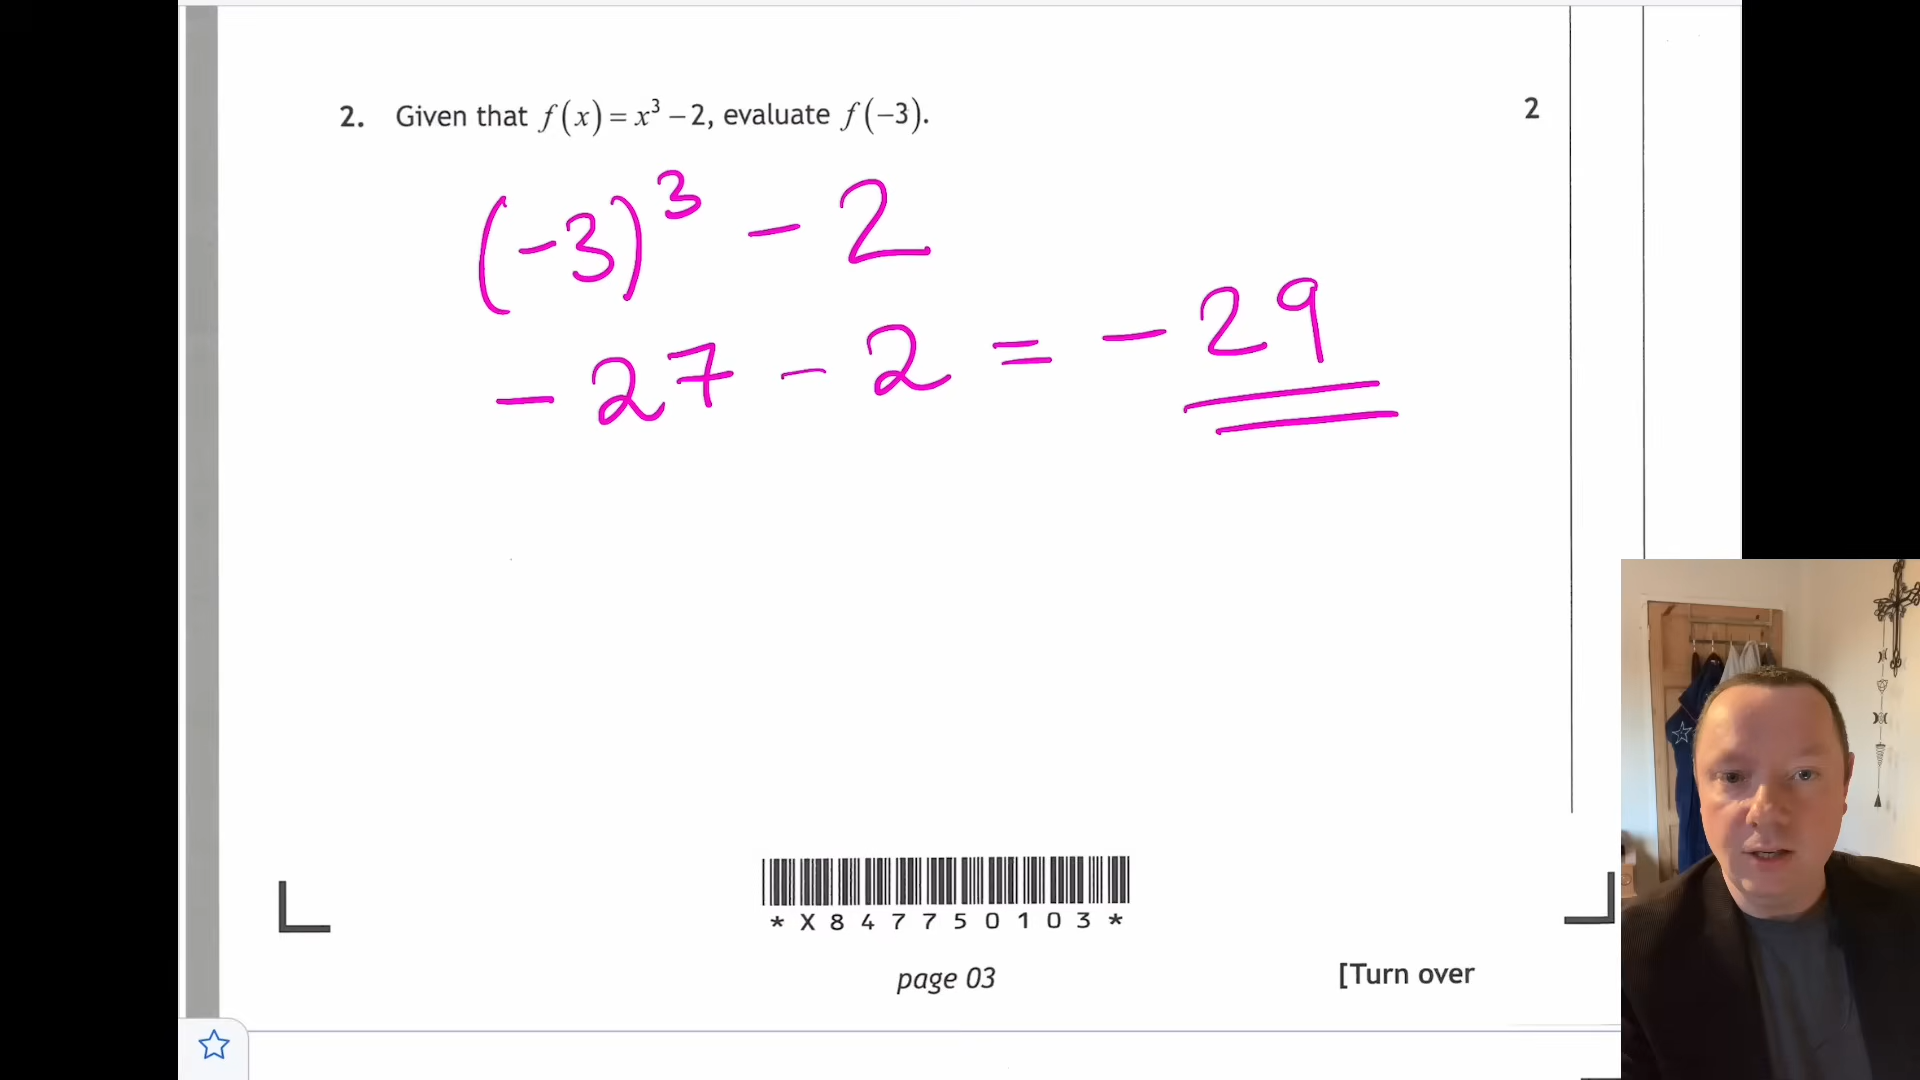 2. Given that f(x) = x³ – 2, evaluate f(–3). 2
(-3)³ - 2
- 27 - 2 = - 29
* X 8 4 7 7 5 0 1 0 3 *
page 03
[Turn over